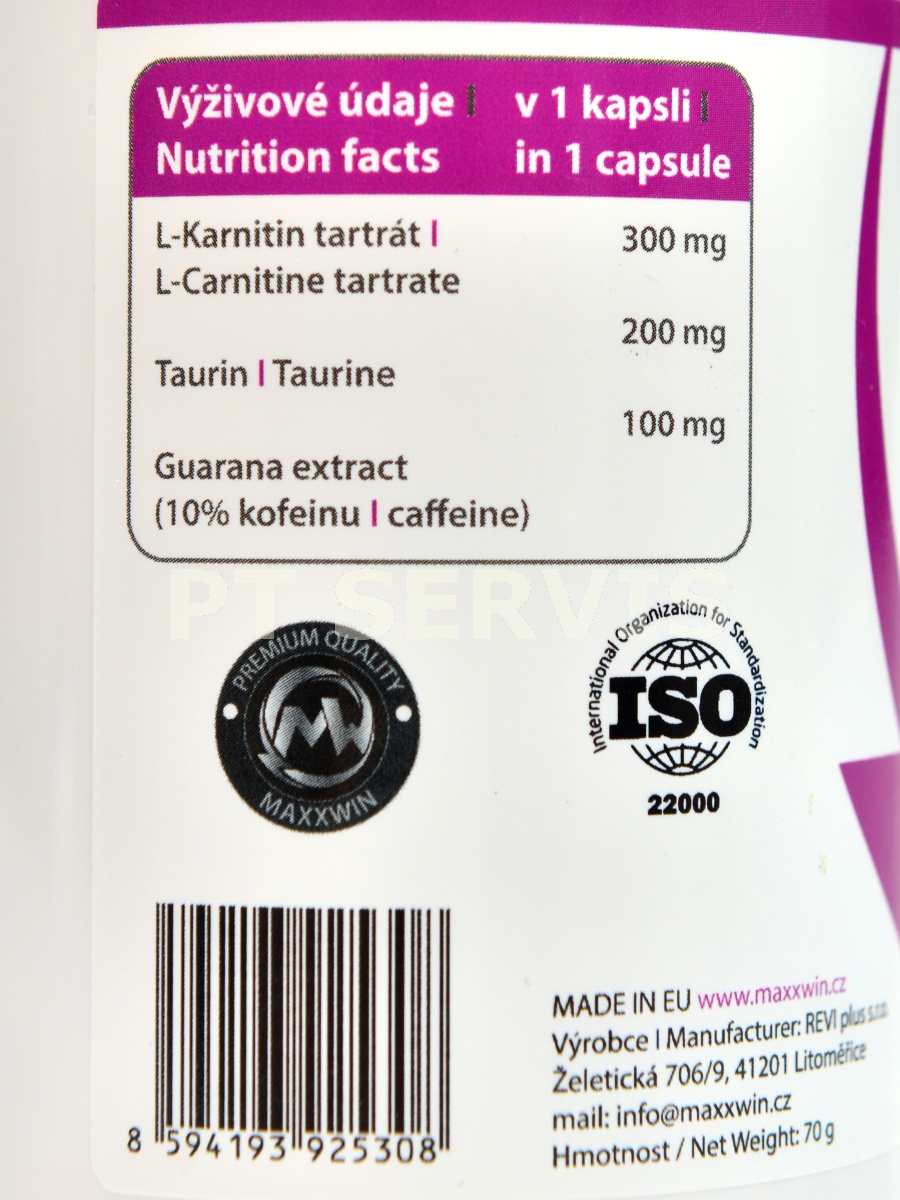 Výživové údaje | v 1 kapsli |
Nutrition facts in 1 capsule
L-Karnitin tartrát | 300 mg
L-Carnitine tartrate
200 mg
Taurin | Taurine
100 mg
Guarana extract
(10% kofeinu | caffeine)
PT SERVIS
PREMIUM QUALITY
MW
MAXXWIN
International Organization for Standardization
ISO
22000
8 594193 925308
MADE IN EU www.maxxwin.cz
Výrobce | Manufacturer: REVI plus s.r.o.
Želetická 706/9, 41201 Litoměřice
mail: info@maxxwin.cz
Hmotnost / Net Weight: 70 g